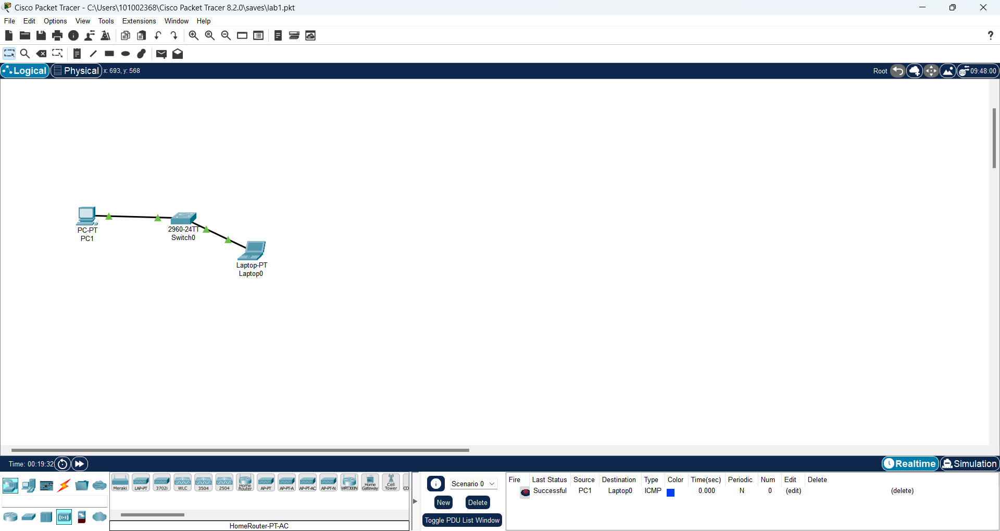 Cisco Packet Tracer - C:\Users\101002368\Cisco Packet Tracer 8.2.0\saves\lab1.pkt
File Edit Options View Tools Extensions Window Help
Logical Physical x: 693, y: 568 Root 09:48:00
PC-PT
PC1
2960-24TT
Switch0
Laptop-PT
Laptop0
Time: 00:19:32 Realtime Simulation
Meraki LAP-PT 3702i WLC 3504 2504 Home Router AP-PT AP-PT-A AP-PT-AC AP-PT-N WRT300N Home Gateway Cell Tower CO
HomeRouter-PT-AC
Scenario 0
New Delete
Toggle PDU List Window
Fire Last Status Source Destination Type Color Time(sec) Periodic Num Edit Delete
Successful PC1 Laptop0 ICMP 0.000 N 0 (edit) (delete)